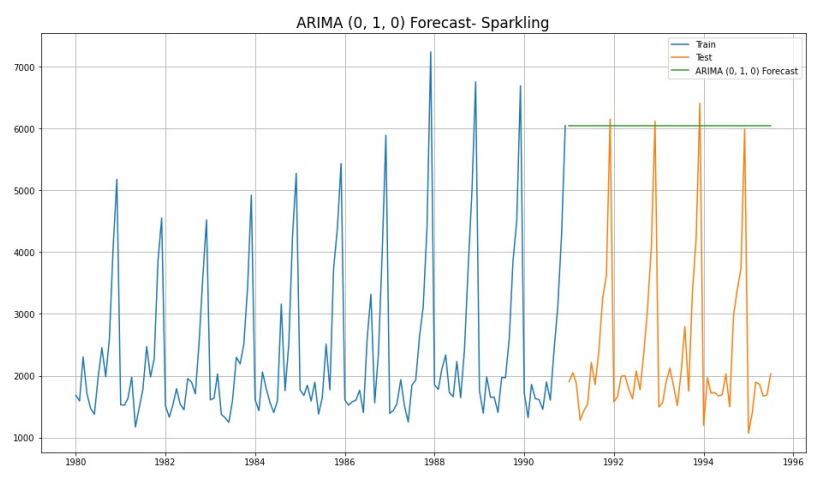 ARIMA (0, 1, 0) Forecast- Sparkling
Train
Test
ARIMA (0, 1, 0) Forecast
7000
6000
5000
4000
3000
2000
1000
1980 1982 1984 1986 1988 1990 1992 1994 1996